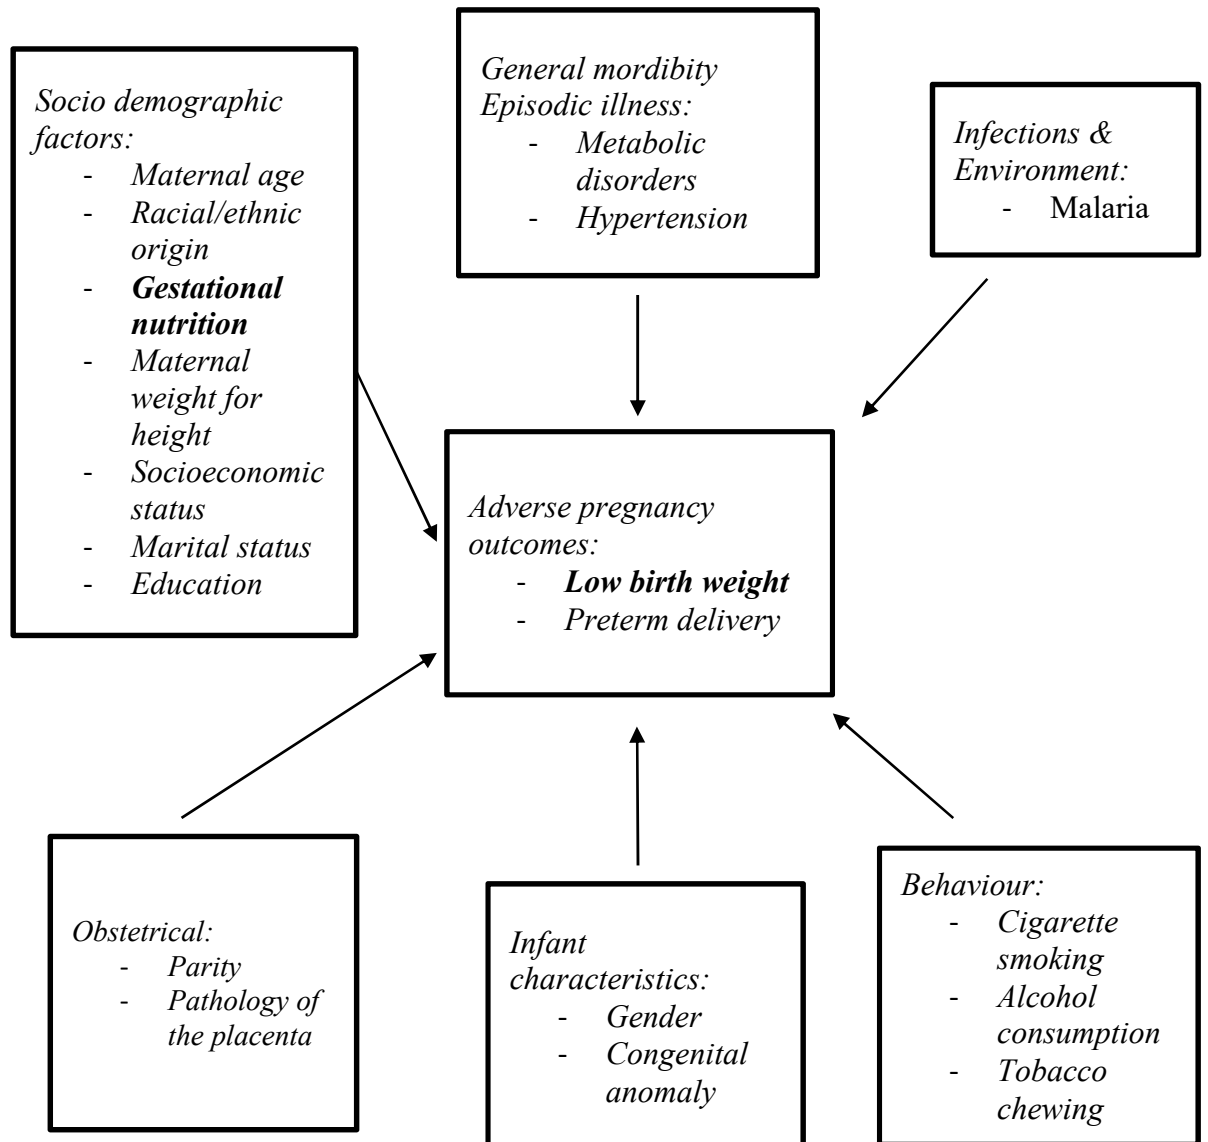 Socio demographic
factors:
- Maternal age
- Racial/ethnic
origin
- Gestational
nutrition
- Maternal
weight for
height
- Socioeconomic
status
- Marital status
- Education
General mordibity
Episodic illness:
- Metabolic
disorders
- Hypertension
Infections &
Environment:
- Malaria
Adverse pregnancy
outcomes:
- Low birth weight
- Preterm delivery
Obstetrical:
- Parity
- Pathology of
the placenta
Infant
characteristics:
- Gender
- Congenital
anomaly
Behaviour:
- Cigarette
smoking
- Alcohol
consumption
- Tobacco
chewing